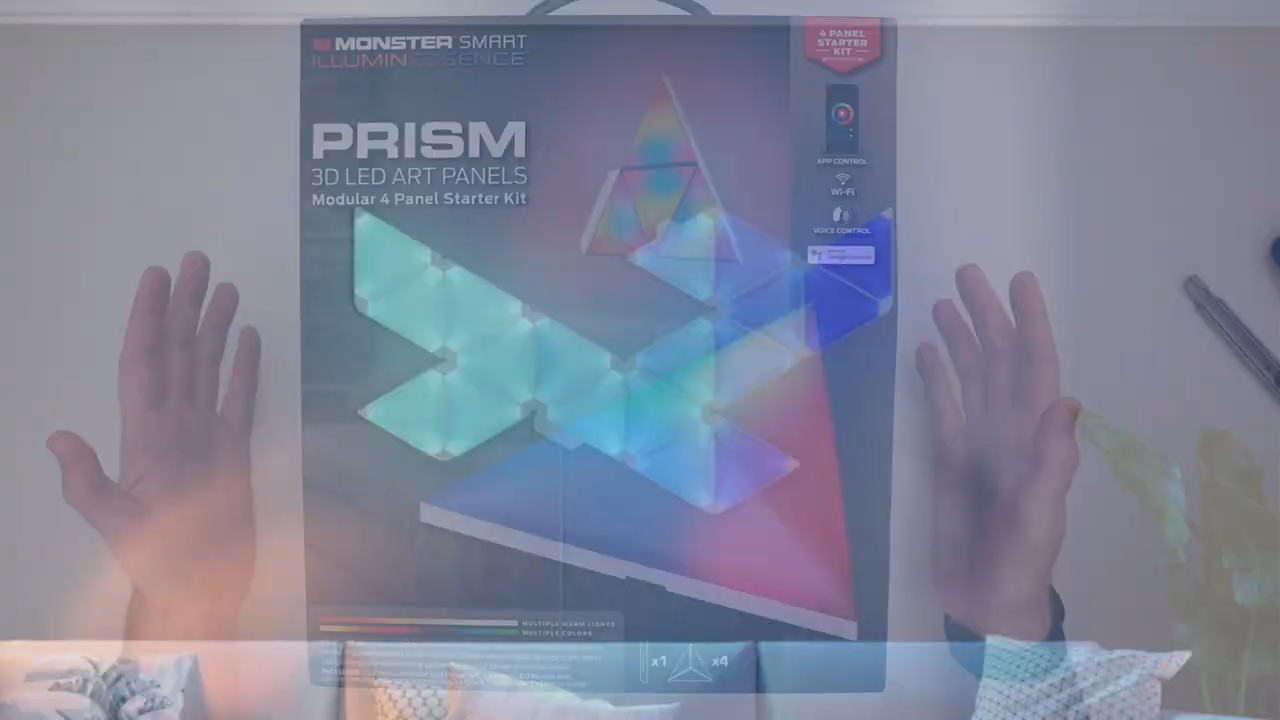 MONSTER SMART
ILLUMINESSENCE
PRISM
3D LED ART PANELS
Modular 4 Panel Starter Kit
4 PANEL
STARTER
KIT
APP CONTROL
Wi-Fi
VOICE CONTROL
MULTIPLE WARM LIGHTS
MULTIPLE COLORS
x1
x4